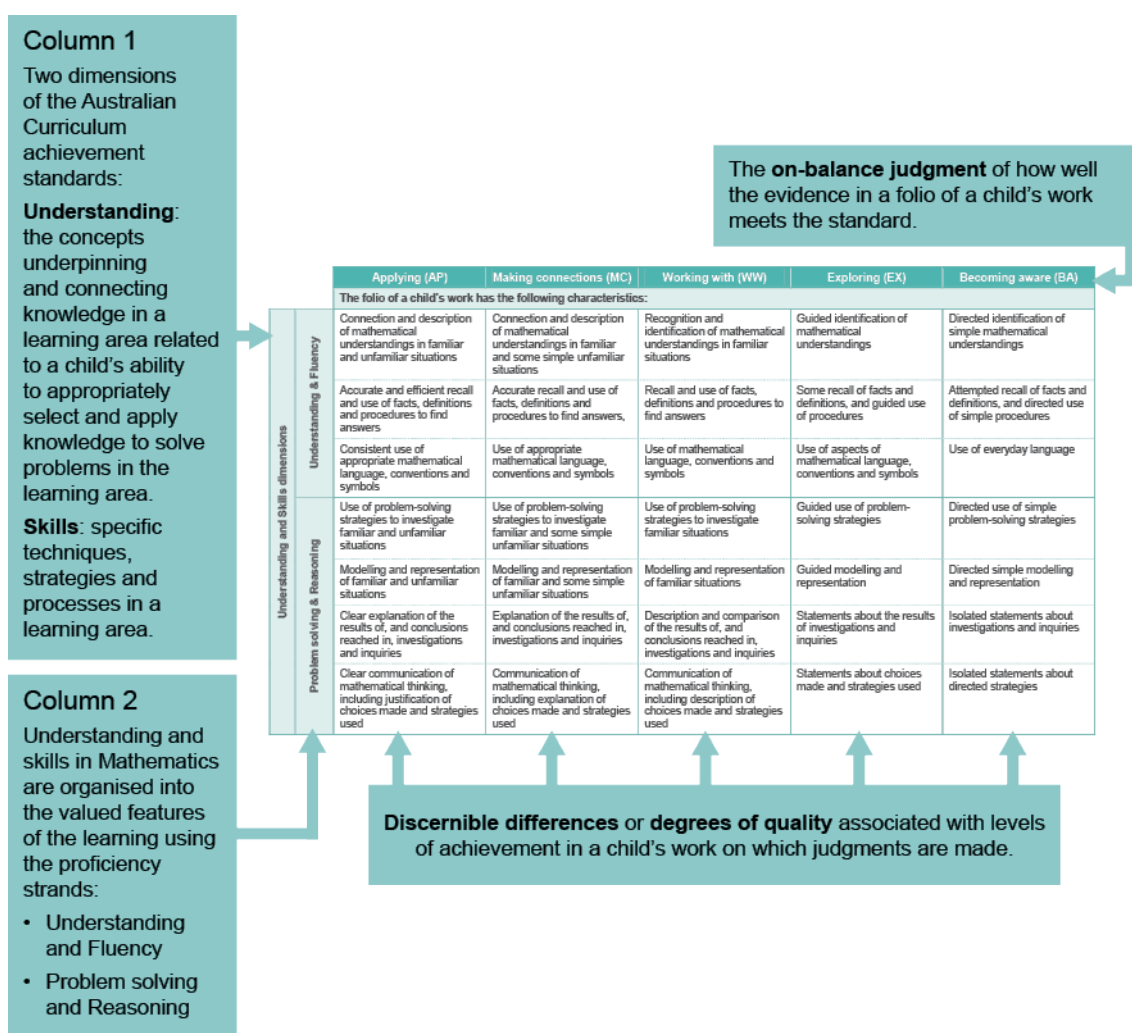 Column 1
Two dimensions
of the Australian
Curriculum
achievement
standards:
Understanding:
the concepts
underpinning
and connecting
knowledge in a
learning area related
to a child's ability
to appropriately
select and apply
knowledge to solve
problems in the
learning area.
Skills: specific
techniques,
strategies and
processes in a
learning area.
Column 2
Understanding and
skills in Mathematics
are organised into
the valued features
of the learning using
the proficiency
strands:
• Understanding
and Fluency
• Problem solving
and Reasoning
The on-balance judgment of how well
the evidence in a folio of a child's work
meets the standard.
Applying (AP)
Making connections (MC)
Working with (WW)
Exploring (EX)
Becoming aware (BA)
The folio of a child's work has the following characteristics:
Understanding and Skills dimensions
Understanding & Fluency
Connection and description
of mathematical
understandings in familiar
and unfamiliar situations
Connection and description
of mathematical
understandings in familiar
and some simple unfamiliar
situations
Recognition and
identification of mathematical
understandings in familiar
situations
Guided identification of
mathematical
understandings
Directed identification of
simple mathematical
understandings
Accurate and efficient recall
and use of facts, definitions
and procedures to find
answers
Accurate recall and use of
facts, definitions and
procedures to find answers,
Recall and use of facts,
definitions and procedures to
find answers
Some recall of facts and
definitions, and guided use
of procedures
Attempted recall of facts and
definitions, and directed use
of simple procedures
Consistent use of
appropriate mathematical
language, conventions and
symbols
Use of appropriate
mathematical language,
conventions and symbols
Use of mathematical
language, conventions and
symbols
Use of aspects of
mathematical language,
conventions and symbols
Use of everyday language
Problem solving & Reasoning
Use of problem-solving
strategies to investigate
familiar and unfamiliar
situations
Use of problem-solving
strategies to investigate
familiar and some simple
unfamiliar situations
Use of problem-solving
strategies to investigate
familiar situations
Guided use of problem-
solving strategies
Directed use of simple
problem-solving strategies
Modelling and representation
of familiar and unfamiliar
situations
Modelling and representation
of familiar and some simple
unfamiliar situations
Modelling and representation
of familiar situations
Guided modelling and
representation
Directed simple modelling
and representation
Clear explanation of the
results of, and conclusions
reached in, investigations
and inquiries
Explanation of the results of,
and conclusions reached in,
investigations and inquiries
Description and comparison
of the results of, and
conclusions reached in,
investigations and inquiries
Statements about the results
of investigations and
inquiries
Isolated statements about
investigations and inquiries
Clear communication of
mathematical thinking,
including justification of
choices made and strategies
used
Communication of
mathematical thinking,
including explanation of
choices made and strategies
used
Communication of
mathematical thinking,
including description of
choices made and strategies
used
Statements about choices
made and strategies used
Isolated statements about
directed strategies
Discernible differences or degrees of quality associated with levels
of achievement in a child's work on which judgments are made.